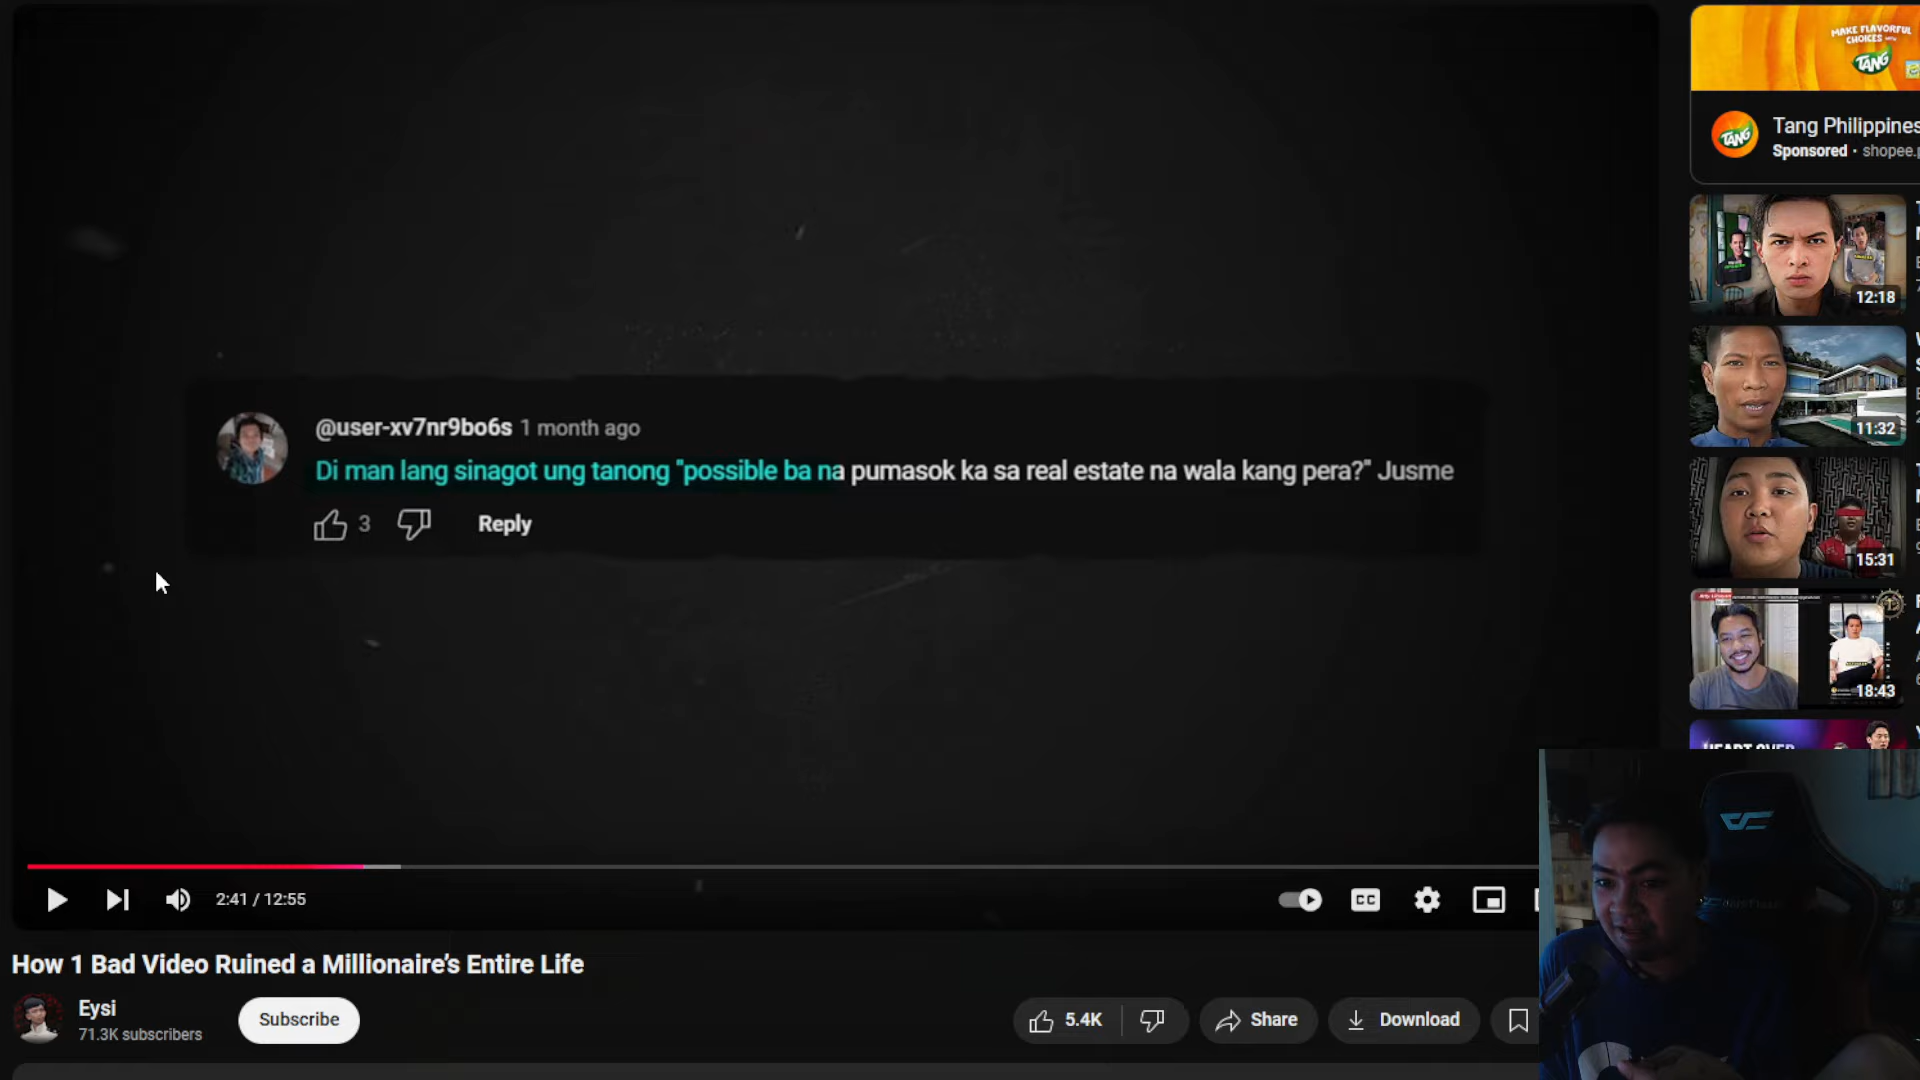 MAKE FLAVORFUL
CHOICES WITH
TANG
TANG
Tang Philippines
Sponsored · shopee.p
@user-xv7nr9bo6s 1 month ago
Di man lang sinagot ung tanong "possible ba na pumasok ka sa real estate na wala kang pera?" Jusme
3
Reply
12:18
11:32
15:31
18:43
HEART OVER
2:41 / 12:55
CC
How 1 Bad Video Ruined a Millionaire's Entire Life
Eysi
71.3K subscribers
Subscribe
5.4K
Share
Download